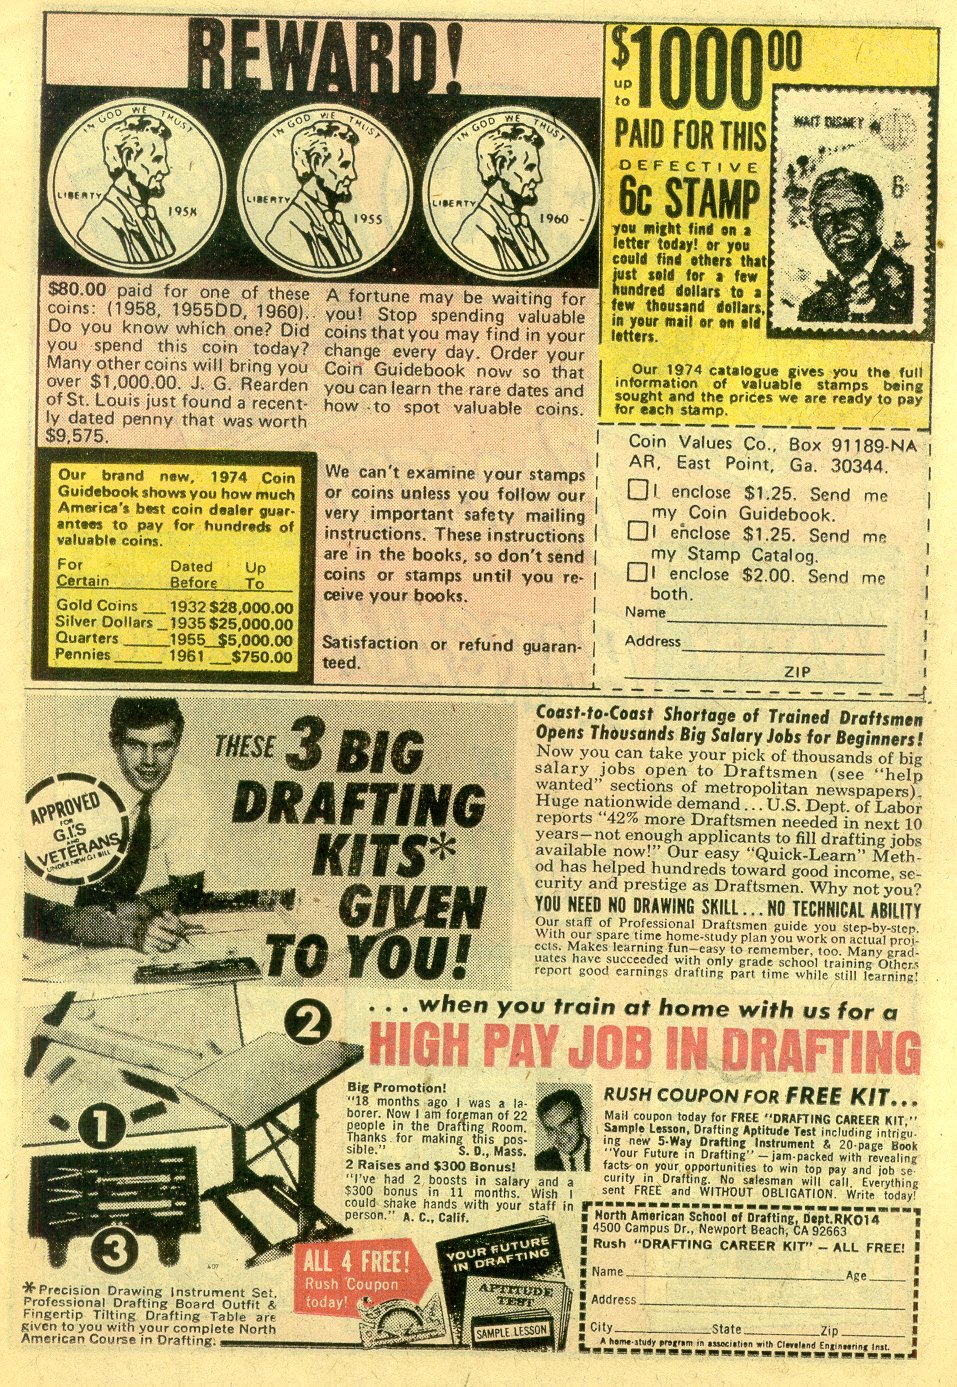 REWARD!
IN GOD WE TRUST
LIBERTY
1958
IN GOD WE TRUST
LIBERTY
1955
IN GOD WE TRUST
LIBERTY
1960
$80.00 paid for one of these
coins: (1958, 1955DD, 1960).
Do you know which one? Did
you spend this coin today?
Many other coins will bring you
over $1,000.00. J. G. Rearden
of St. Louis just found a recent-
ly dated penny that was worth
$9,575.
A fortune may be waiting for
you! Stop spending valuable
coins that you may find in your
change every day. Order your
Coin Guidebook now so that
you can learn the rare dates and
how to spot valuable coins.
up
to
$1000.00
PAID FOR THIS
DEFECTIVE
6c STAMP
you might find on a
letter today! or you
could find others that
just sold for a few
hundred dollars to a
few thousand dollars,
in your mail or on old
letters.
WALT DISNEY
6c
Our 1974 catalogue gives you the full
information of valuable stamps being
sought and the prices we are ready to pay
for each stamp.
Our brand new, 1974 Coin
Guidebook shows you how much
America's best coin dealer guar-
antees to pay for hundreds of
valuable coins.
For Dated Up
Certain Before To
Gold Coins ___ 1932 $28,000.00
Silver Dollars _ 1935 $25,000.00
Quarters ____ 1955 __ $5,000.00
Pennies _____ 1961 ___ $750.00
We can't examine your stamps
or coins unless you follow our
very important safety mailing
instructions. These instructions
are in the books, so don't send
coins or stamps until you re-
ceive your books.
Satisfaction or refund guaran-
teed.
Coin Values Co., Box 91189-NA
AR, East Point, Ga. 30344.
I enclose $1.25. Send me
my Coin Guidebook.
I enclose $1.25. Send me
my Stamp Catalog.
I enclose $2.00. Send me
both.
Name
Address
ZIP
THESE 3 BIG
DRAFTING
KITS*
GIVEN
TO YOU!
APPROVED
FOR
G.I'S
AND
VETERANS
UNDER NEW G.I. BILL
Coast-to-Coast Shortage of Trained Draftsmen
Opens Thousands Big Salary Jobs for Beginners!
Now you can take your pick of thousands of big
salary jobs open to Draftsmen (see "help
wanted" sections of metropolitan newspapers).
Huge nationwide demand...U.S. Dept. of Labor
reports "42% more Draftsmen needed in next 10
years—not enough applicants to fill drafting jobs
available now!" Our easy "Quick-Learn" Meth-
od has helped hundreds toward good income, se-
curity and prestige as Draftsmen. Why not you?
YOU NEED NO DRAWING SKILL...NO TECHNICAL ABILITY
Our staff of Professional Draftsmen guide you step-by-step.
With our spare time home-study plan you work on actual proj-
ects. Makes learning fun—easy to remember, too. Many grad-
uates have succeeded with only grade school training Others
report good earnings drafting part time while still learning!
...when you train at home with us for a
HIGH PAY JOB IN DRAFTING
2
1
3
Big Promotion!
"18 months ago I was a la-
borer. Now I am foreman of 22
people in the Drafting Room.
Thanks for making this pos-
sible." S. D., Mass.
2 Raises and $300 Bonus!
"I've had 2 boosts in salary and a
$300 bonus in 11 months. Wish I
could shake hands with your staff in
person." A. C., Calif.
RUSH COUPON FOR FREE KIT...
Mail coupon today for FREE "DRAFTING CAREER KIT,"
Sample Lesson, Drafting Aptitude Test including intrigu-
ing new 5-Way Drafting Instrument & 20-page Book
"Your Future in Drafting"—jam-packed with revealing
facts on your opportunities to win top pay and job se-
curity in Drafting. No salesman will call. Everything
sent FREE and WITHOUT OBLIGATION. Write today!
ALL 4 FREE!
Rush Coupon
today!
YOUR FUTURE
IN DRAFTING
APTITUDE
TEST
SAMPLE LESSON
*Precision Drawing Instrument Set,
Professional Drafting Board Outfit &
Fingertip Tilting Drafting Table are
given to you with your complete North
American Course in Drafting.
North American School of Drafting, Dept.RK014
4500 Campus Dr., Newport Beach, CA 92663
Rush "DRAFTING CAREER KIT" — ALL FREE!
Name Age
Address
City State Zip
A home-study program in association with Cleveland Engineering Inst.